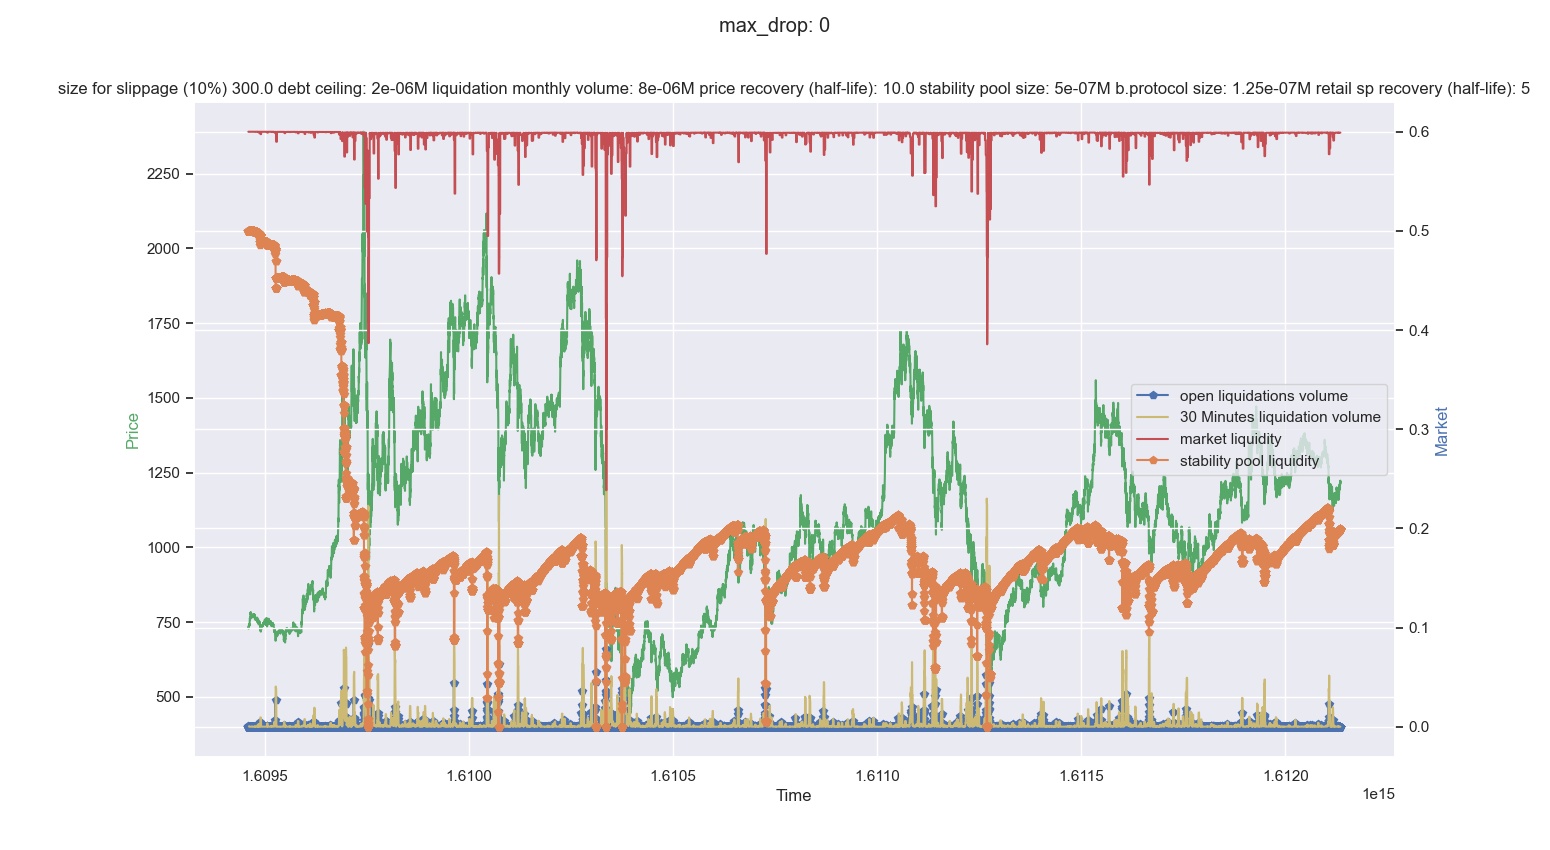 max_drop: 0
size for slippage (10%) 300.0 debt ceiling: 2e-06M liquidation monthly volume: 8e-06M price recovery (half-life): 10.0 stability pool size: 5e-07M b.protocol size: 1.25e-07M retail sp recovery (half-life): 5
2250
2000
1750
1500
1250
1000
750
500
Price
0.6
0.5
0.4
0.3
0.2
0.1
0.0
Market
open liquidations volume
30 Minutes liquidation volume
market liquidity
stability pool liquidity
1.6095
1.6100
1.6105
1.6110
1.6115
1.6120
1e15
Time